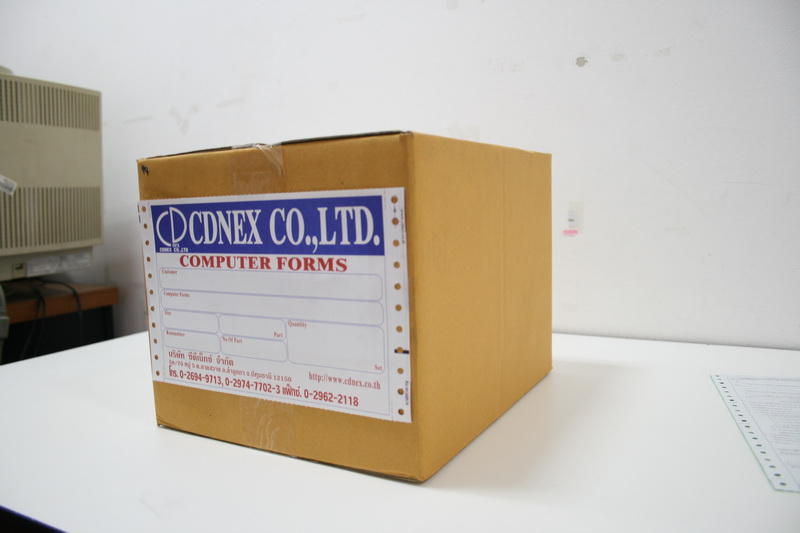 CDNEX CO.,LTD.
CDNEX CO.,LTD
COMPUTER FORMS
Customer
Computer Forms
Size
Quantity
No Of Part
Part
Set
บริษัท ซีดีเน็กซ์ จำกัด
http://www.cdnex.co.th
โทร. 0-2694-9713, 0-2974-7702-3 แฟ็กซ์. 0-2962-2118